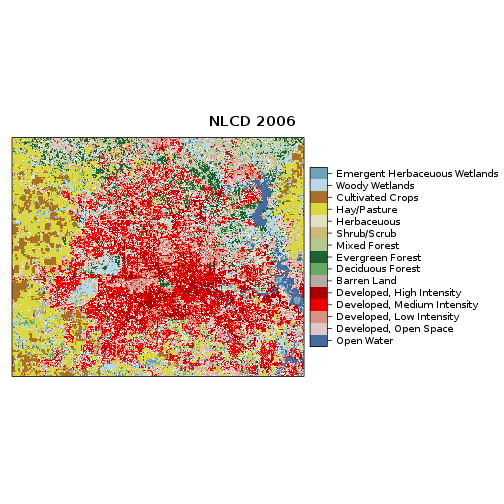 NLCD 2006
Emergent Herbaceuous Wetlands
Woody Wetlands
Cultivated Crops
Hay/Pasture
Herbaceuous
Shrub/Scrub
Mixed Forest
Evergreen Forest
Deciduous Forest
Barren Land
Developed, High Intensity
Developed, Medium Intensity
Developed, Low Intensity
Developed, Open Space
Open Water